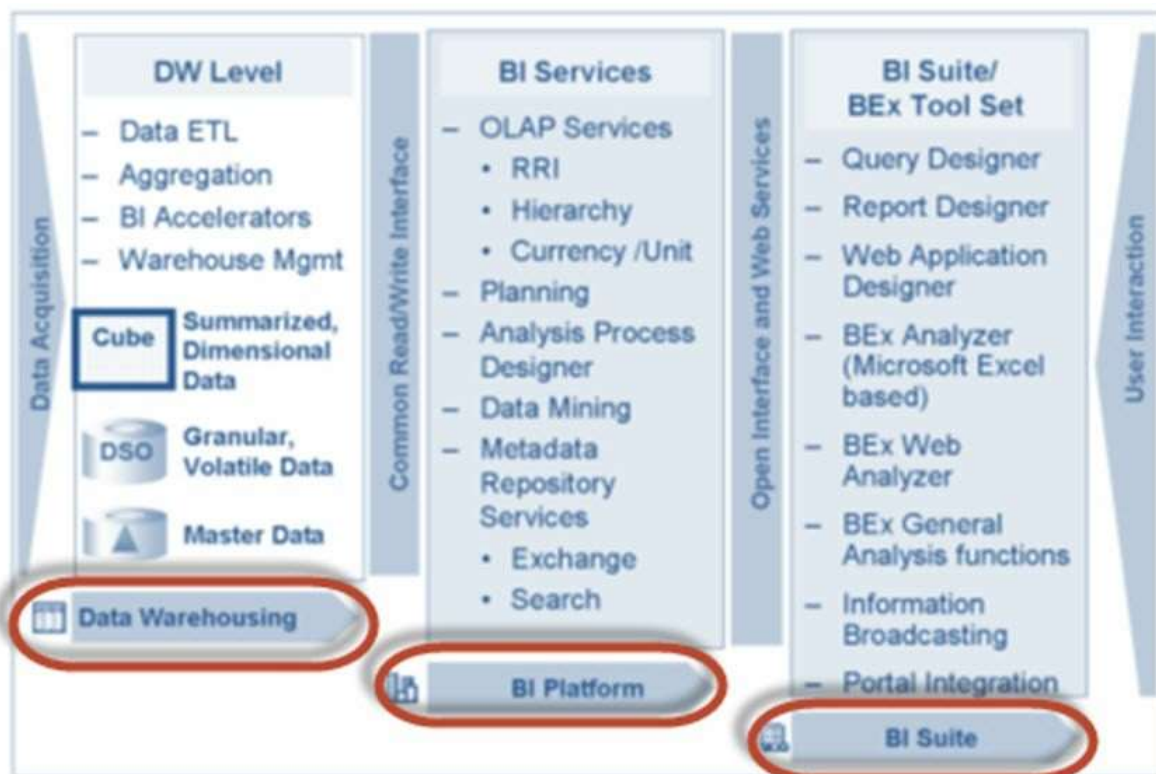 Data Acquisition
DW Level
– Data ETL
– Aggregation
– BI Accelerators
– Warehouse Mgmt
Cube
Summarized,
Dimensional
Data
DSO
Granular,
Volatile Data
Master Data
Data Warehousing
Common Read/Write Interface
BI Services
– OLAP Services
• RRI
• Hierarchy
• Currency /Unit
– Planning
– Analysis Process
Designer
– Data Mining
– Metadata
Repository
Services
• Exchange
• Search
BI Platform
Open Interface and Web Services
BI Suite/
BEx Tool Set
– Query Designer
– Report Designer
– Web Application
Designer
– BEx Analyzer
(Microsoft Excel
based)
– BEx Web
Analyzer
– BEx General
Analysis functions
– Information
Broadcasting
– Portal Integration
BI Suite
User Interaction